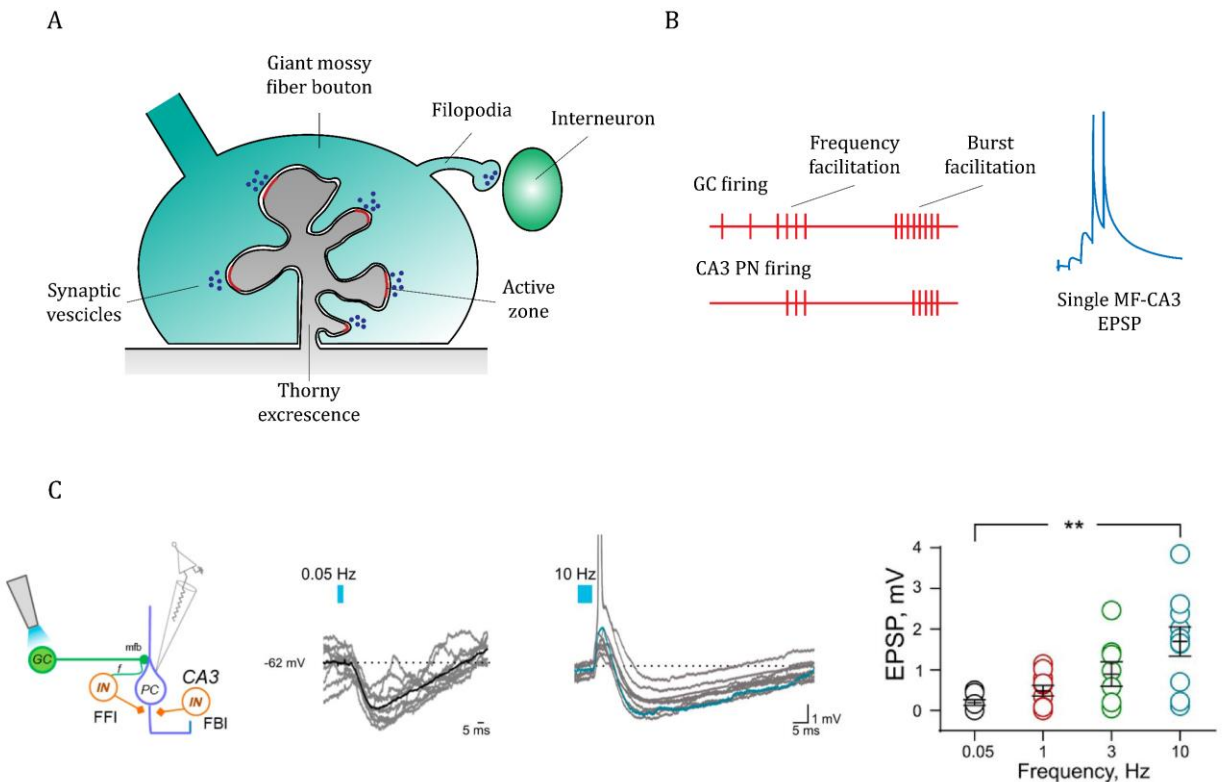 A
Giant mossy
fiber bouton
Filopodia
Interneuron
Synaptic
vescicles
Active
zone
Thorny
excrescence
B
Frequency
facilitation
Burst
facilitation
GC firing
CA3 PN firing
Single MF-CA3
EPSP
C
GC
mfb
f
IN
PC
CA3
IN
FFI
FBI
0.05 Hz
-62 mV
5 ms
10 Hz
1 mV
5 ms
**
EPSP, mV
4
3
2
1
0
0.05 1 3 10
Frequency, Hz